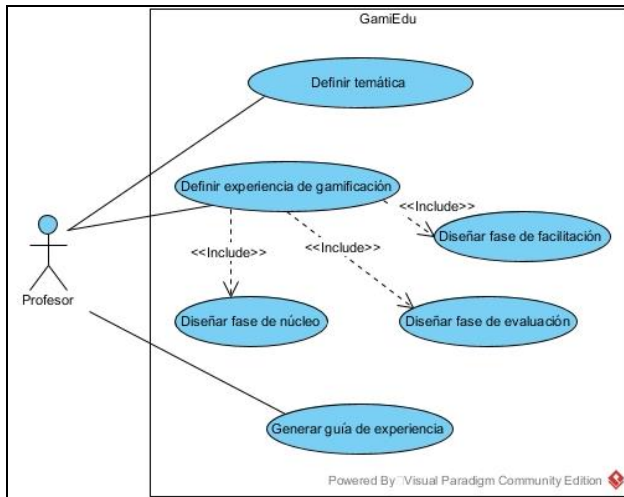 GamiEdu
Definir temática
Definir experiencia de gamificación
<<Include>>
<<Include>>
<<Include>>
Diseñar fase de facilitación
Profesor
Diseñar fase de núcleo
Diseñar fase de evaluación
Generar guía de experiencia
Powered By Visual Paradigm Community Edition